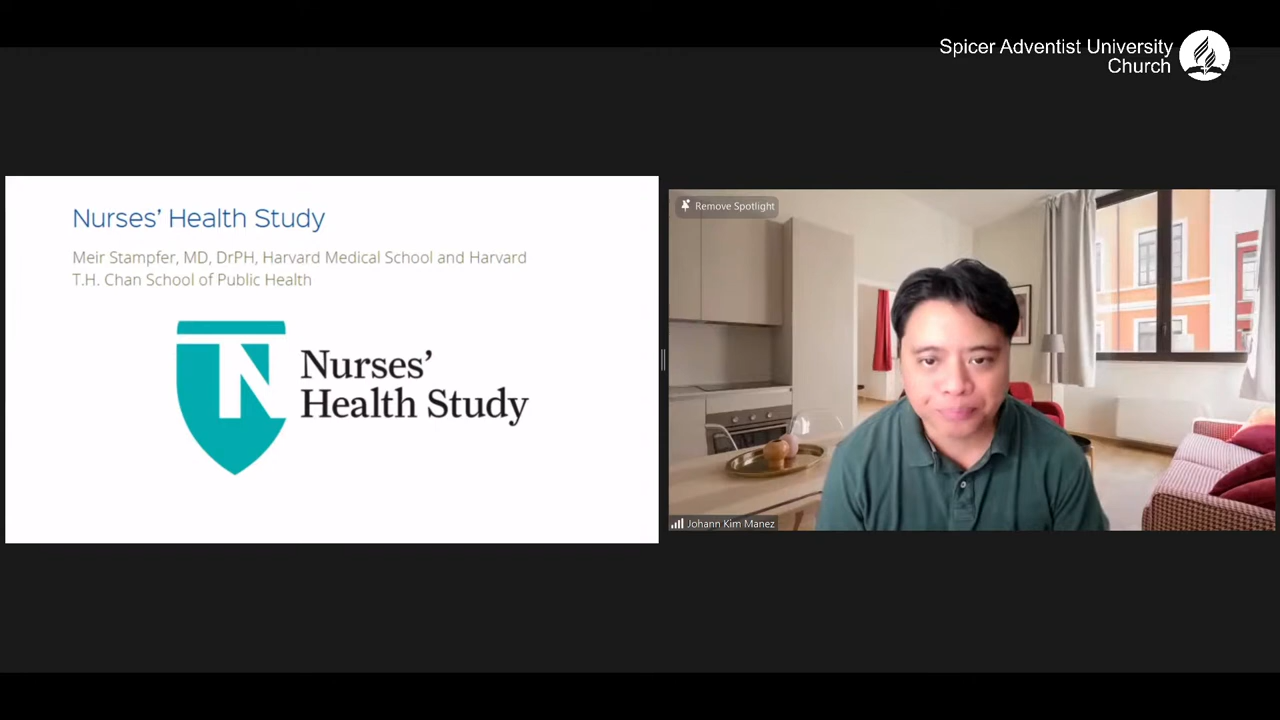 Spicer Adventist University
Church
Nurses' Health Study
Meir Stampfer, MD, DrPH, Harvard Medical School and Harvard
T.H. Chan School of Public Health
N
Nurses'
Health Study
Remove Spotlight
Johann Kim Manez